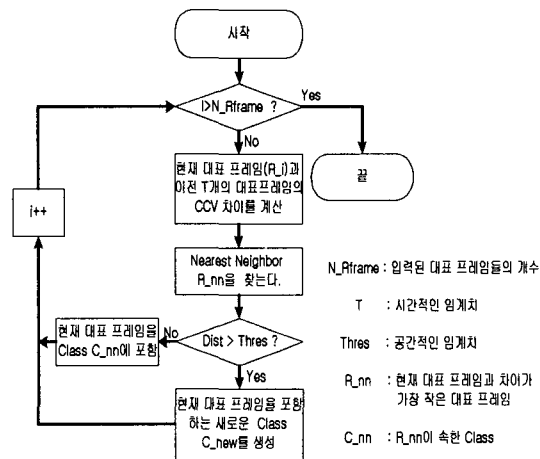 시작
i>N_Rframe ?
Yes
No
끝
현재 대표 프레임(R_i)과
이전 T개의 대표프레임의
CCV 차이를 계산
i++
Nearest Neighbor
R_nn을 찾는다.
Dist > Thres ?
No
현재 대표 프레임을
Class C_nn에 포함
Yes
현재 대표 프레임을 포함
하는 새로운 Class
C_new를 생성
N_Rframe : 입력된 대표 프레임들의 개수
T : 시간적인 임계치
Thres : 공간적인 임계치
R_nn : 현재 대표 프레임과 차이가
가장 작은 대표 프레임
C_nn : R_nn이 속한 Class